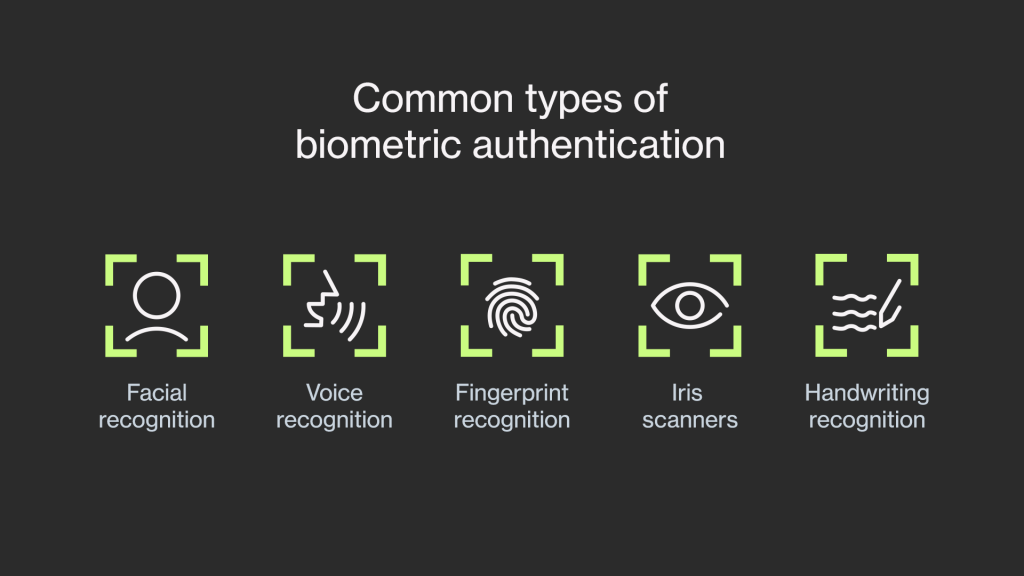 Common types of
biometric authentication
Facial
recognition
Voice
recognition
Fingerprint
recognition
Iris
scanners
Handwriting
recognition